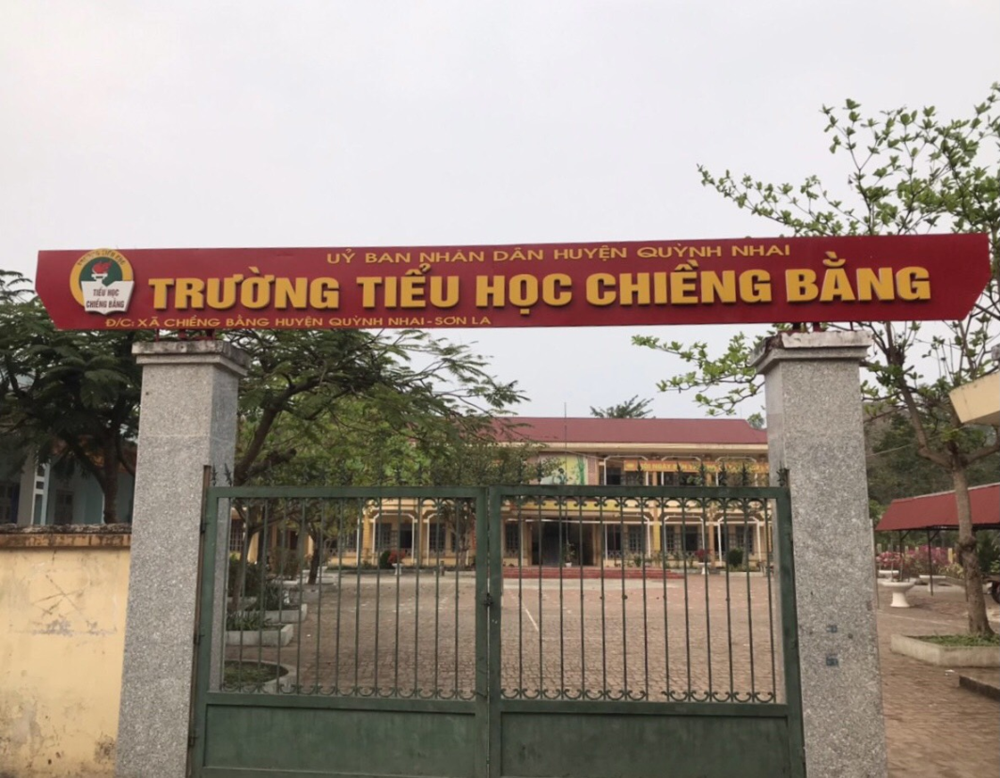 UỶ BAN NHÂN DÂN HUYỆN QUỲNH NHAI
TRƯỜNG TIỂU HỌC CHIỀNG BẰNG
TIỂU HỌC
CHIỀNG BẰNG
Đ/C: XÃ CHIỀNG BẰNG HUYỆN QUỲNH NHAI-SƠN LA